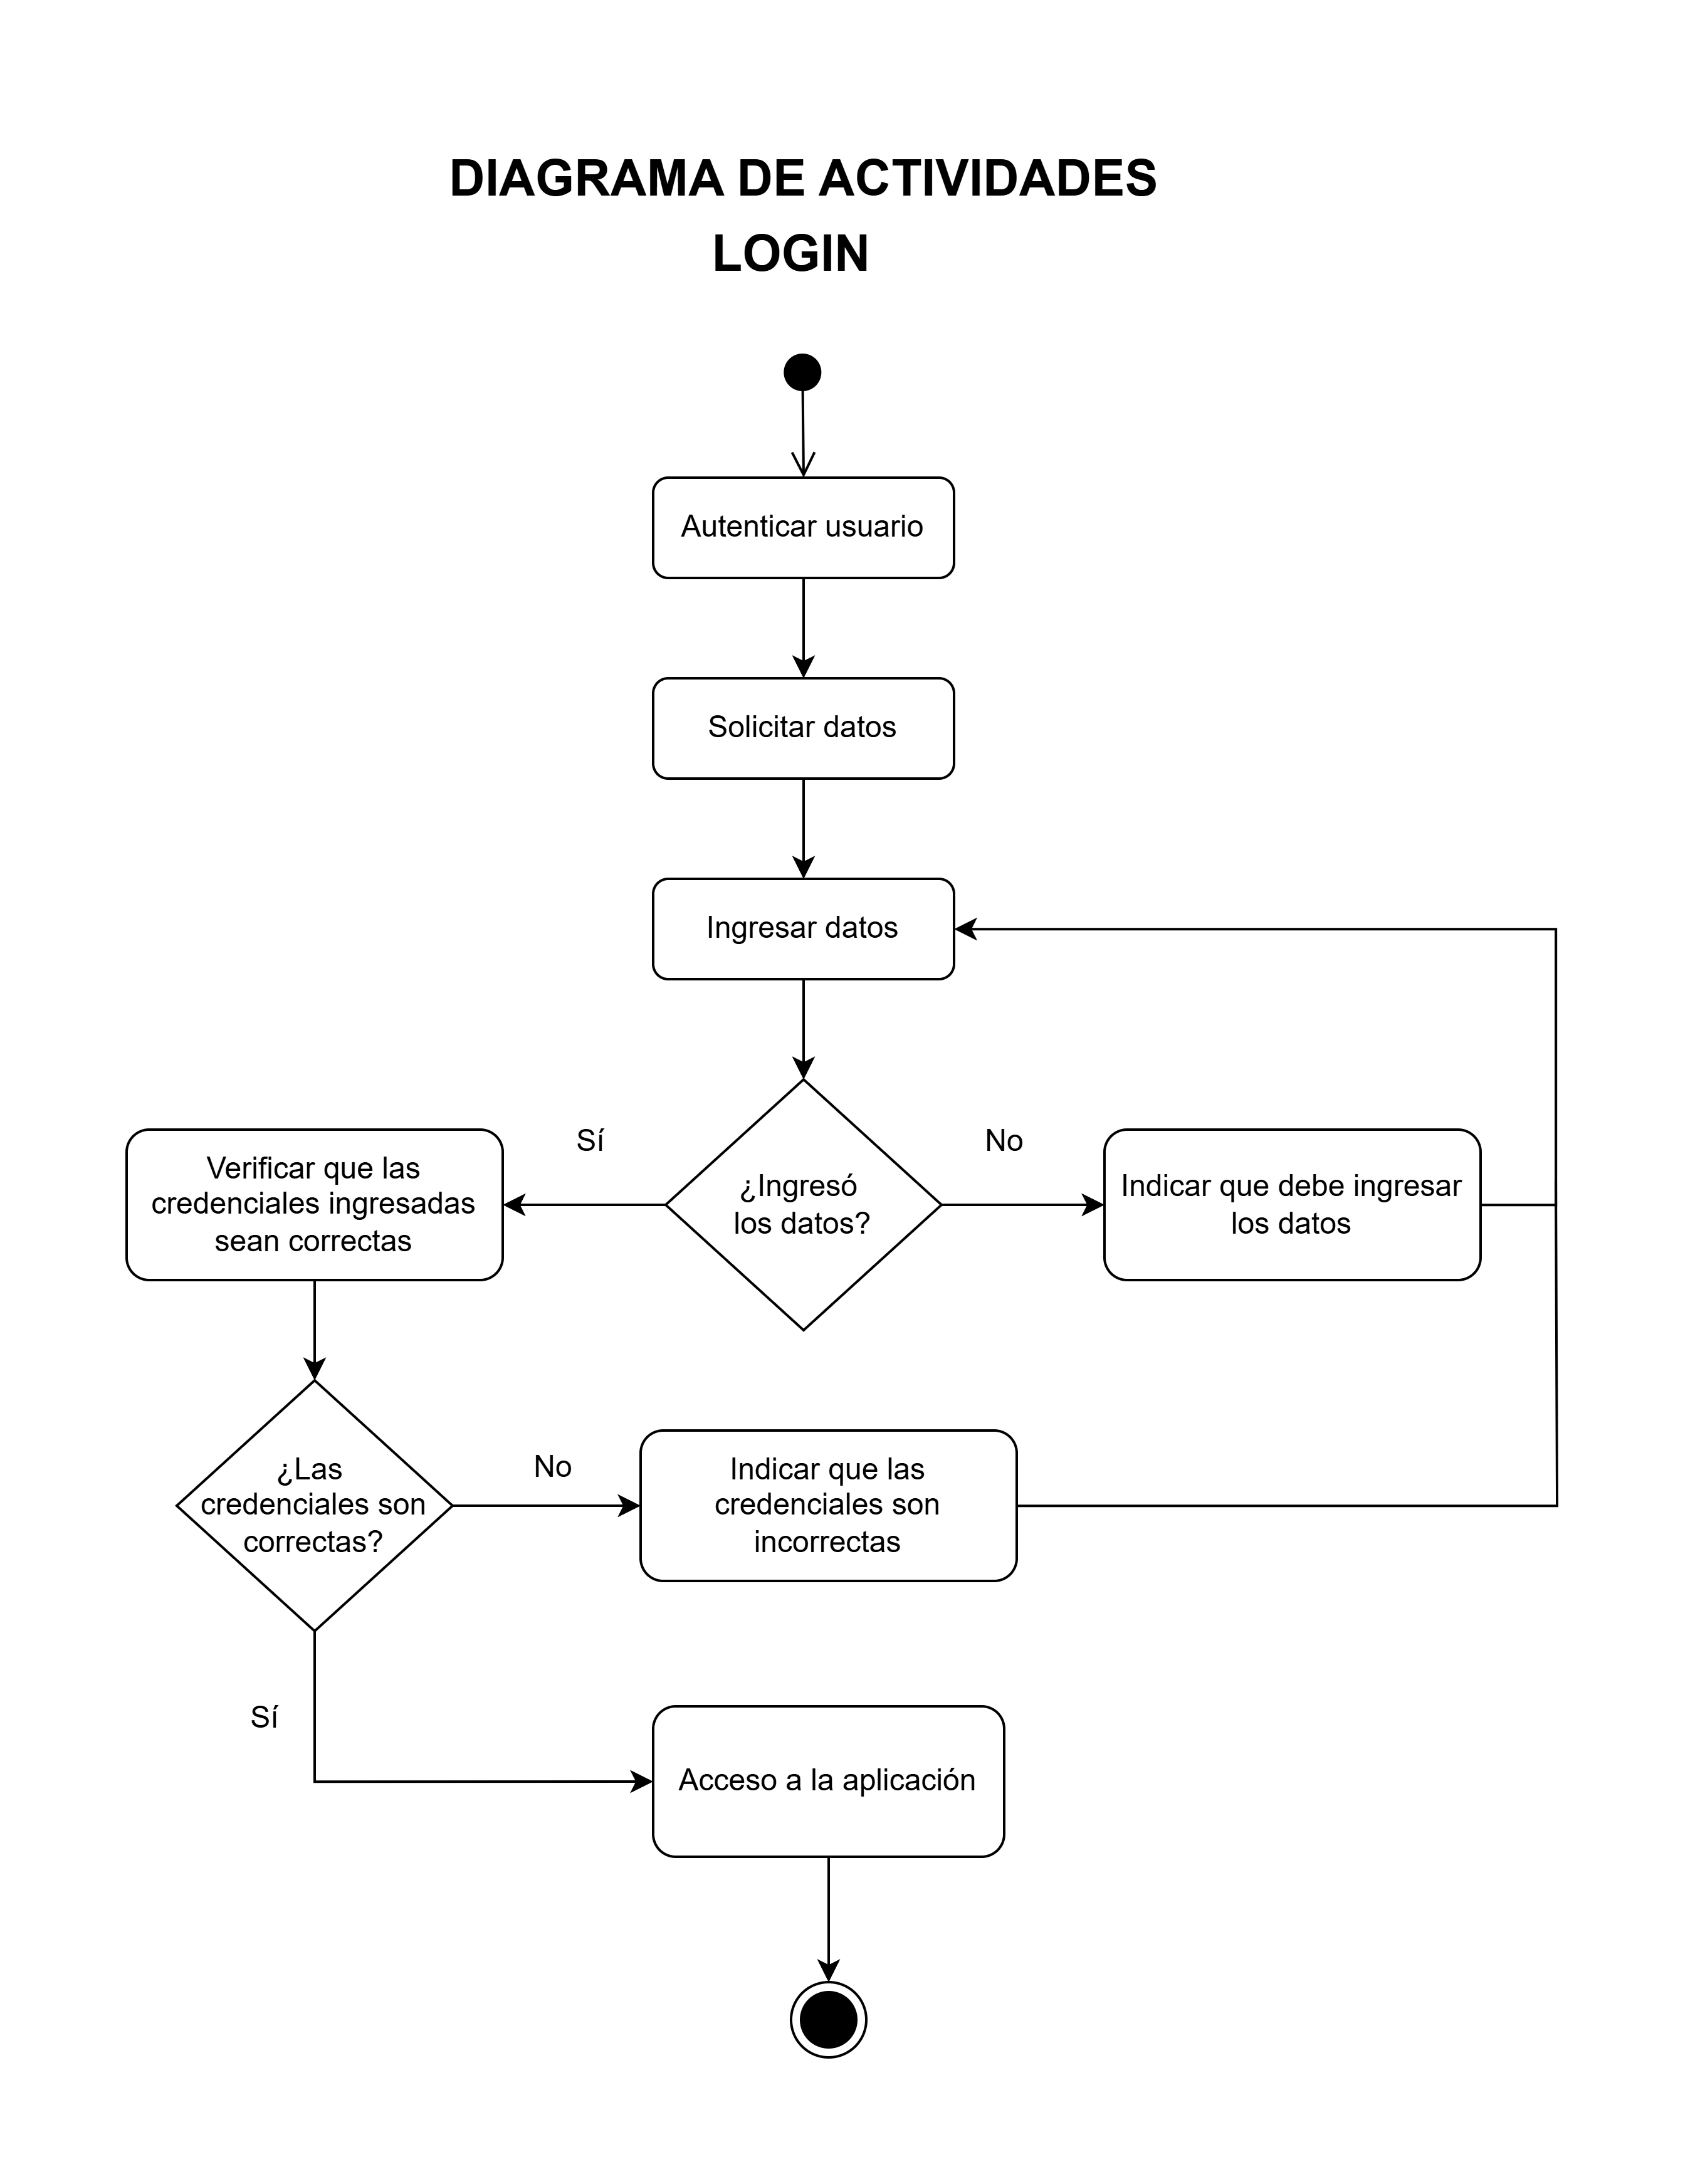 DIAGRAMA DE ACTIVIDADES
LOGIN
Autenticar usuario
Solicitar datos
Ingresar datos
Sí
No
Verificar que las
credenciales ingresadas
sean correctas
¿Ingresó
los datos?
Indicar que debe ingresar
los datos
¿Las
credenciales son
correctas?
No
Indicar que las
credenciales son
incorrectas
Sí
Acceso a la aplicación